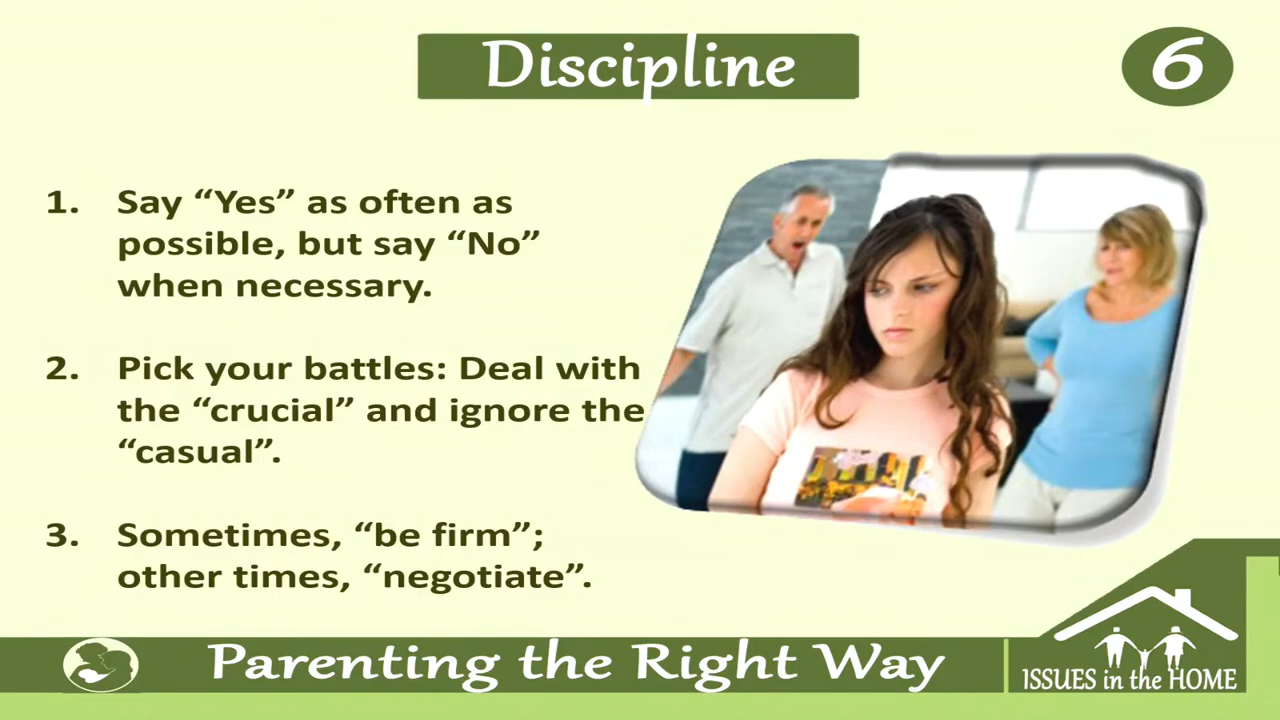 Discipline
6
1. Say “Yes” as often as
possible, but say “No”
when necessary.
2. Pick your battles: Deal with
the “crucial” and ignore the
“casual”.
3. Sometimes, “be firm”;
other times, “negotiate”.
Parenting the Right Way
ISSUES in the HOME